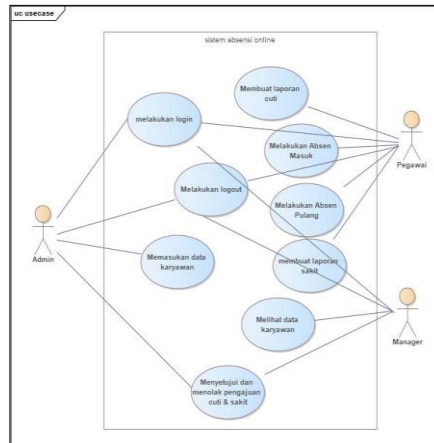 uc usecase
sistem absensi online
Membuat laporan
cuti
melakukan login
Melakukan Absen
Masuk
Pegawai
Melakukan logout
Melakukan Absen
Pulang
Admin
Memasukan data
karyawan
membuat laporan
sakit
Melihat data
karyawan
Manager
Menyetujui dan
menolak pengajuan
cuti & sakit